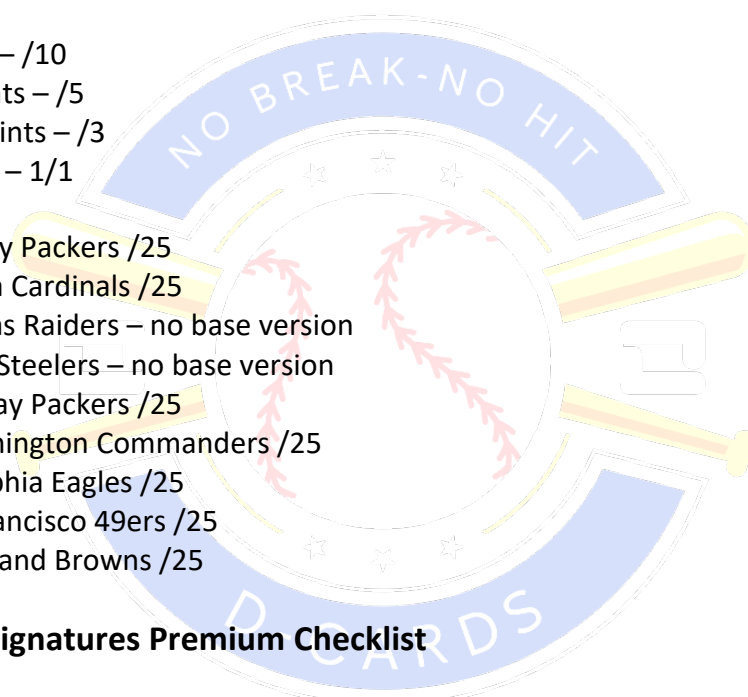 – /10
ts – /5
ints – /3
– 1/1
y Packers /25
Cardinals /25
as Raiders – no base version
Steelers – no base version
ay Packers /25
hington Commanders /25
phia Eagles /25
ancisco 49ers /25
and Browns /25
ignatures Premium Checklist
NO BREAK-NO HIT
D-CARDS